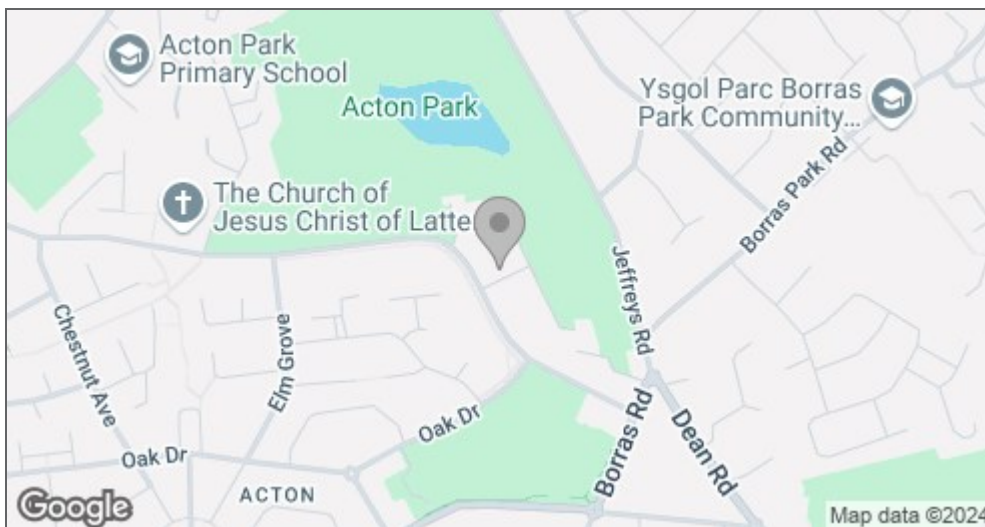 Acton Park
Primary School
Acton Park
Ysgol Parc Borras
Park Community...
Borras Park Rd
The Church of
Jesus Christ of Latte
Jeffreys Rd
Chestnut Ave
Elm Grove
Oak Dr
Borras Rd
Dean Rd
Oak Dr
ACTON
Google
Map data ©2024